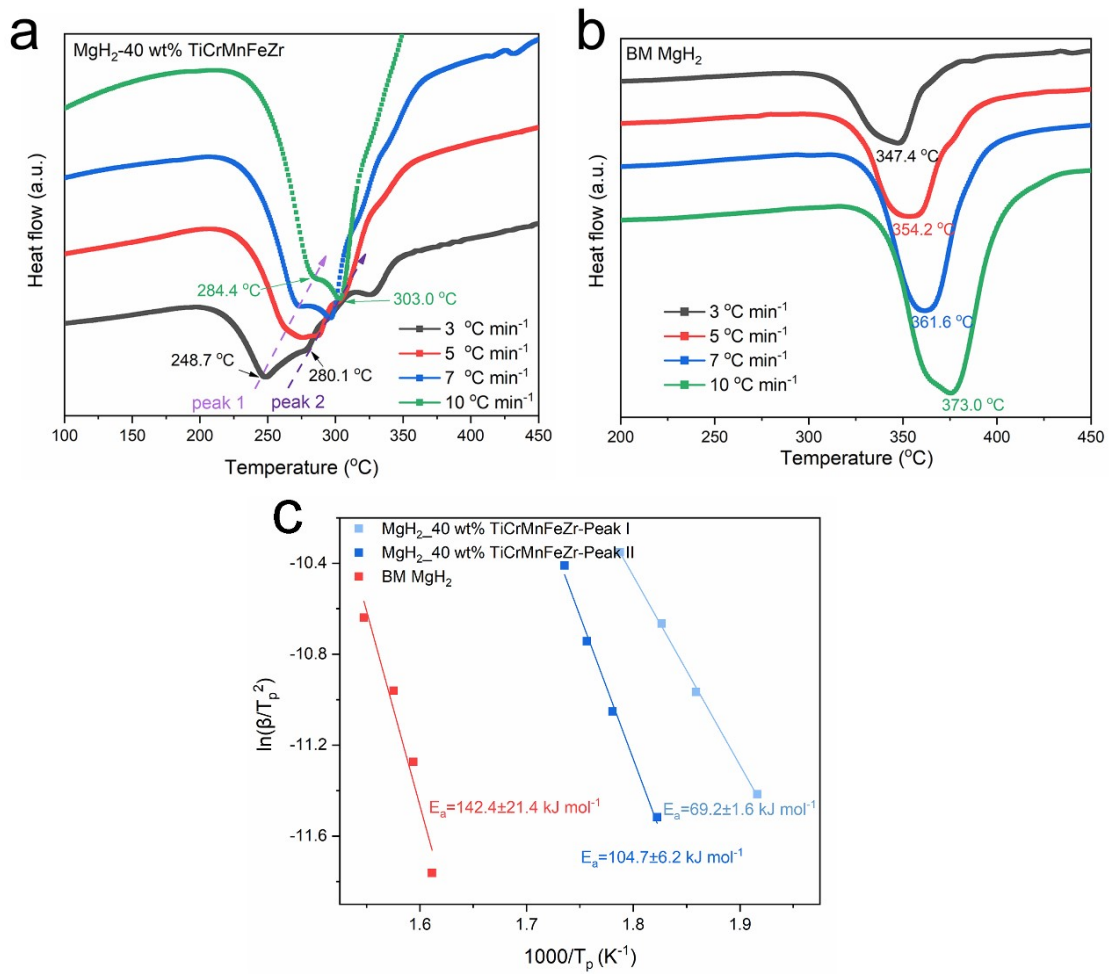 a
MgH₂-40 wt% TiCrMnFeZr
Heat flow (a.u.)
284.4 °C
303.0 °C
248.7 °C
280.1 °C
peak 1
peak 2
3 °C min⁻¹
5 °C min⁻¹
7 °C min⁻¹
10 °C min⁻¹
100 150 200 250 300 350 400 450
Temperature (°C)
b
BM MgH₂
Heat flow (a.u.)
347.4 °C
354.2 °C
361.6 °C
373.0 °C
3 °C min⁻¹
5 °C min⁻¹
7 °C min⁻¹
10 °C min⁻¹
200 250 300 350 400 450
Temperature (°C)
c
MgH₂_40 wt% TiCrMnFeZr-Peak I
MgH₂_40 wt% TiCrMnFeZr-Peak II
BM MgH₂
ln(β/Tₚ²)
-10.4
-10.8
-11.2
-11.6
Eₐ=142.4±21.4 kJ mol⁻¹
Eₐ=69.2±1.6 kJ mol⁻¹
Eₐ=104.7±6.2 kJ mol⁻¹
1.6 1.7 1.8 1.9
1000/Tₚ (K⁻¹)